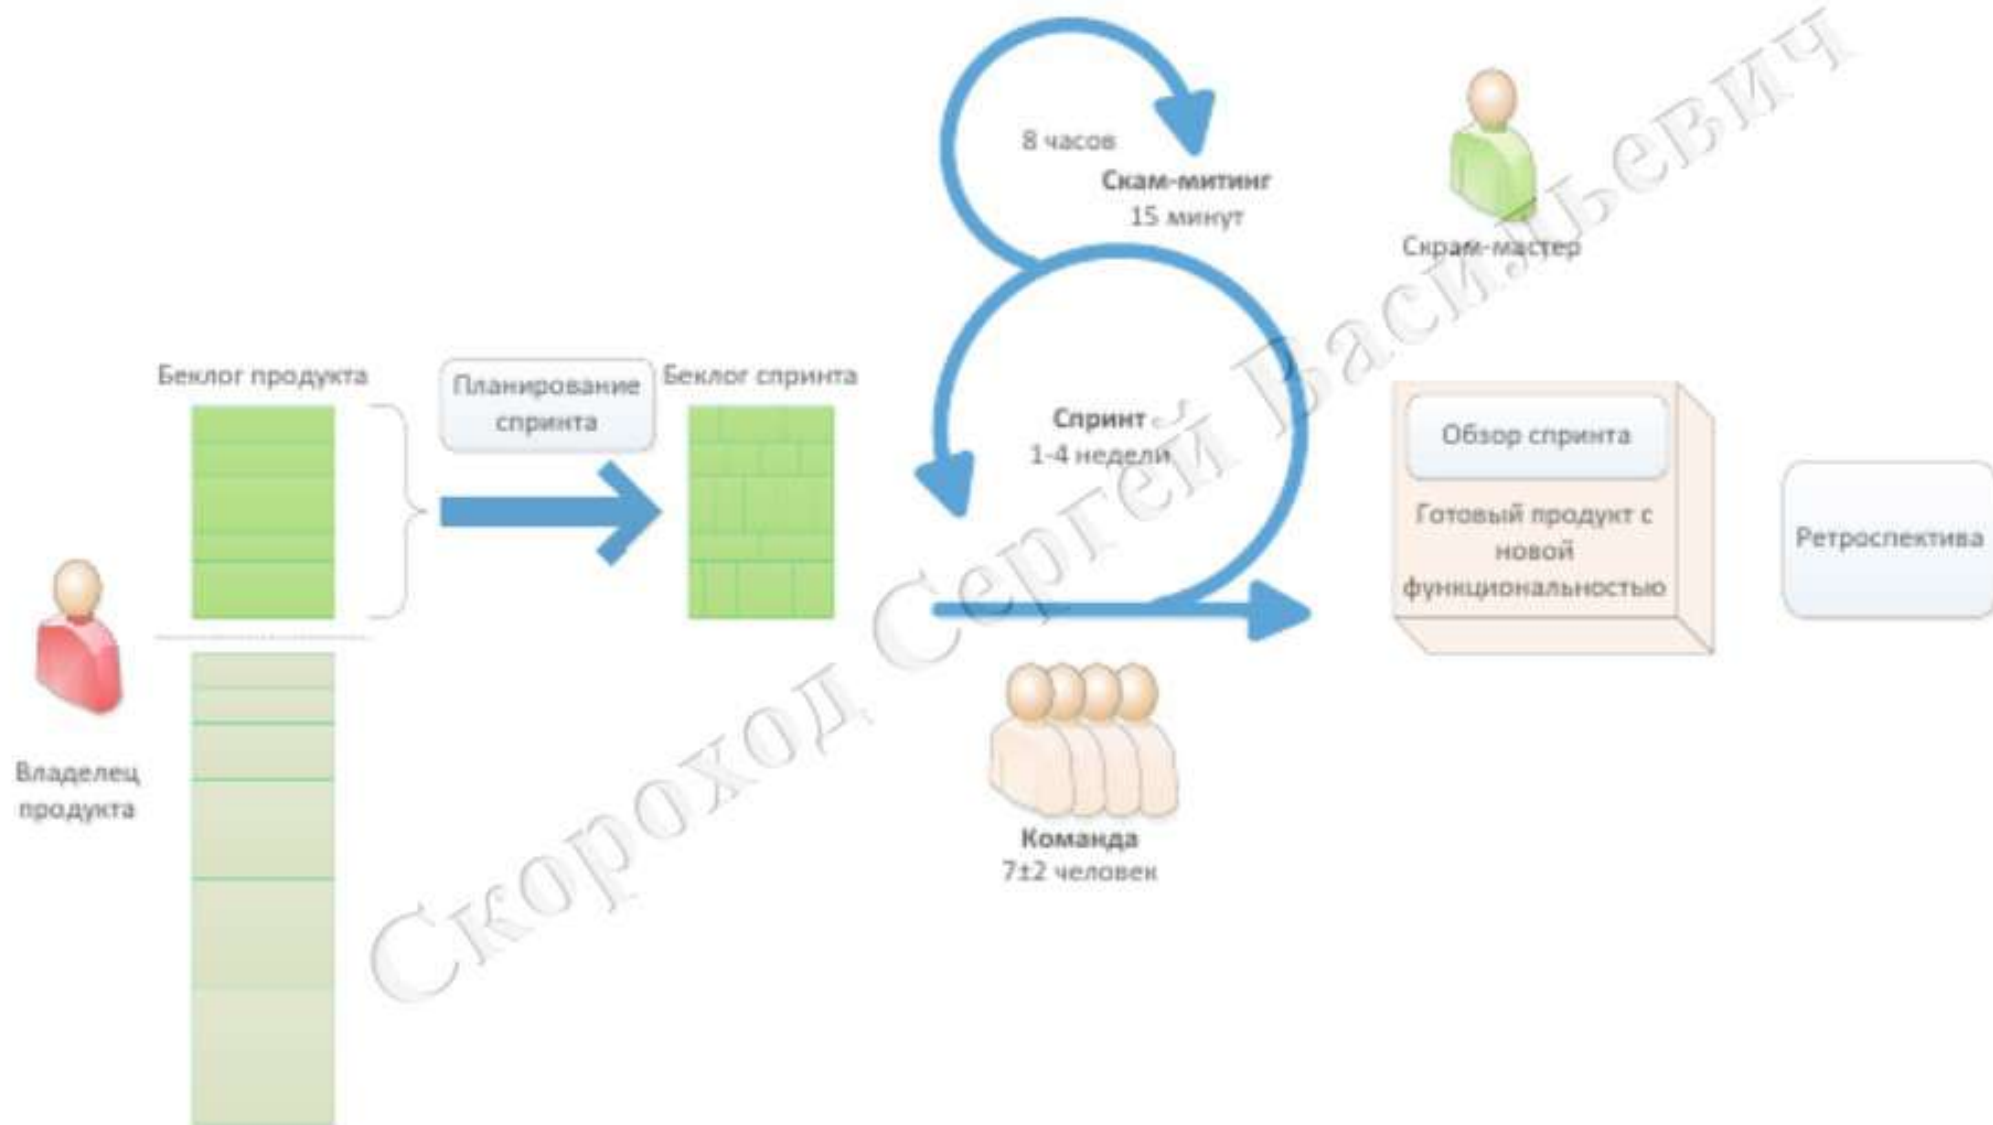 8 часов
Скам-митинг
15 минут
Скрам-мастер
Беклог продукта
Планирование
спринта
Беклог спринта
Спринт
1-4 недели
Обзор спринта
Готовый продукт с
новой
функциональностью
Ретроспектива
Владелец
продукта
Команда
7±2 человек
Скороход Сергей Васильевич